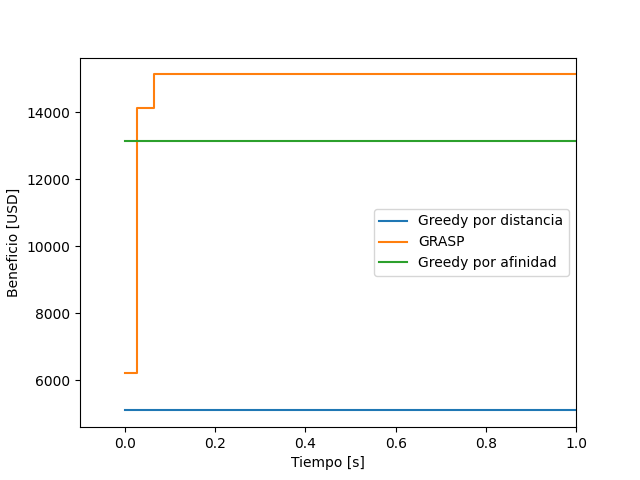 Beneficio [USD]
14000
12000
10000
8000
6000
Greedy por distancia
GRASP
Greedy por afinidad
0.0 0.2 0.4 0.6 0.8 1.0
Tiempo [s]